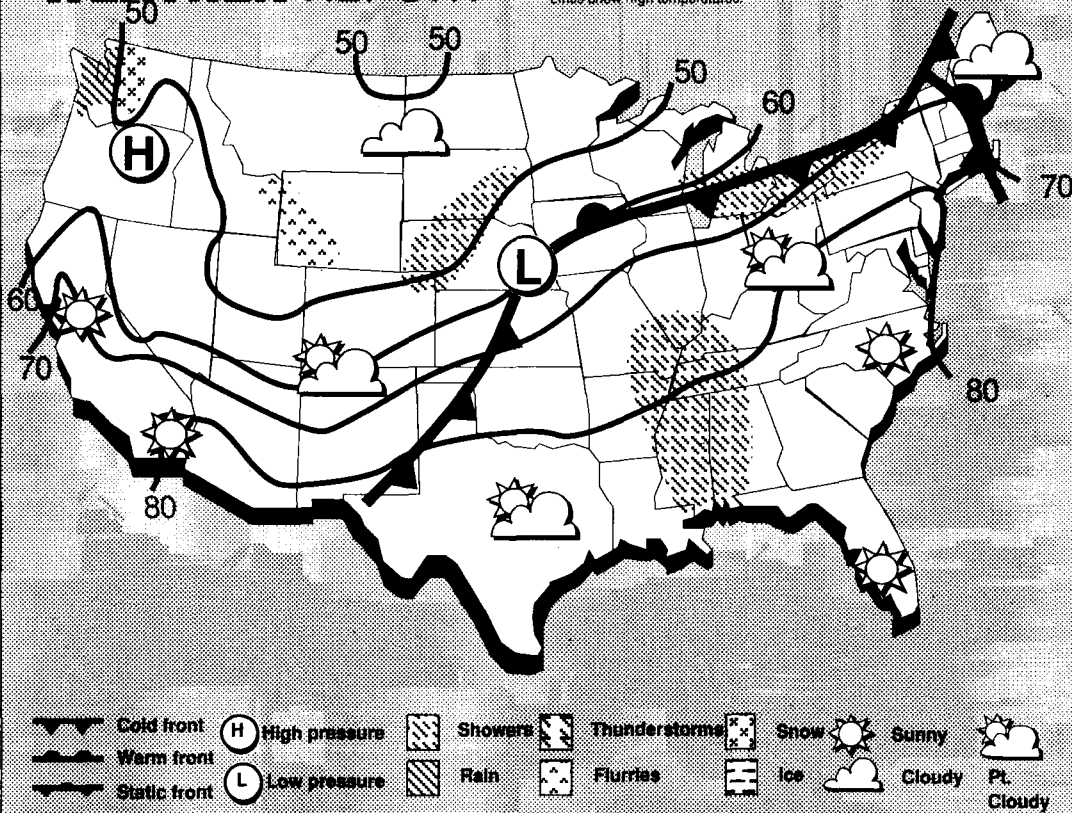 Lines show high temperatures.
50
50 50
50
60
70
H
L
60
70
80
80
Cold front H High pressure Showers Thunderstorms Snow Sunny
Warm front
Static front L Low pressure Rain Flurries Ice Cloudy Pt.
Cloudy